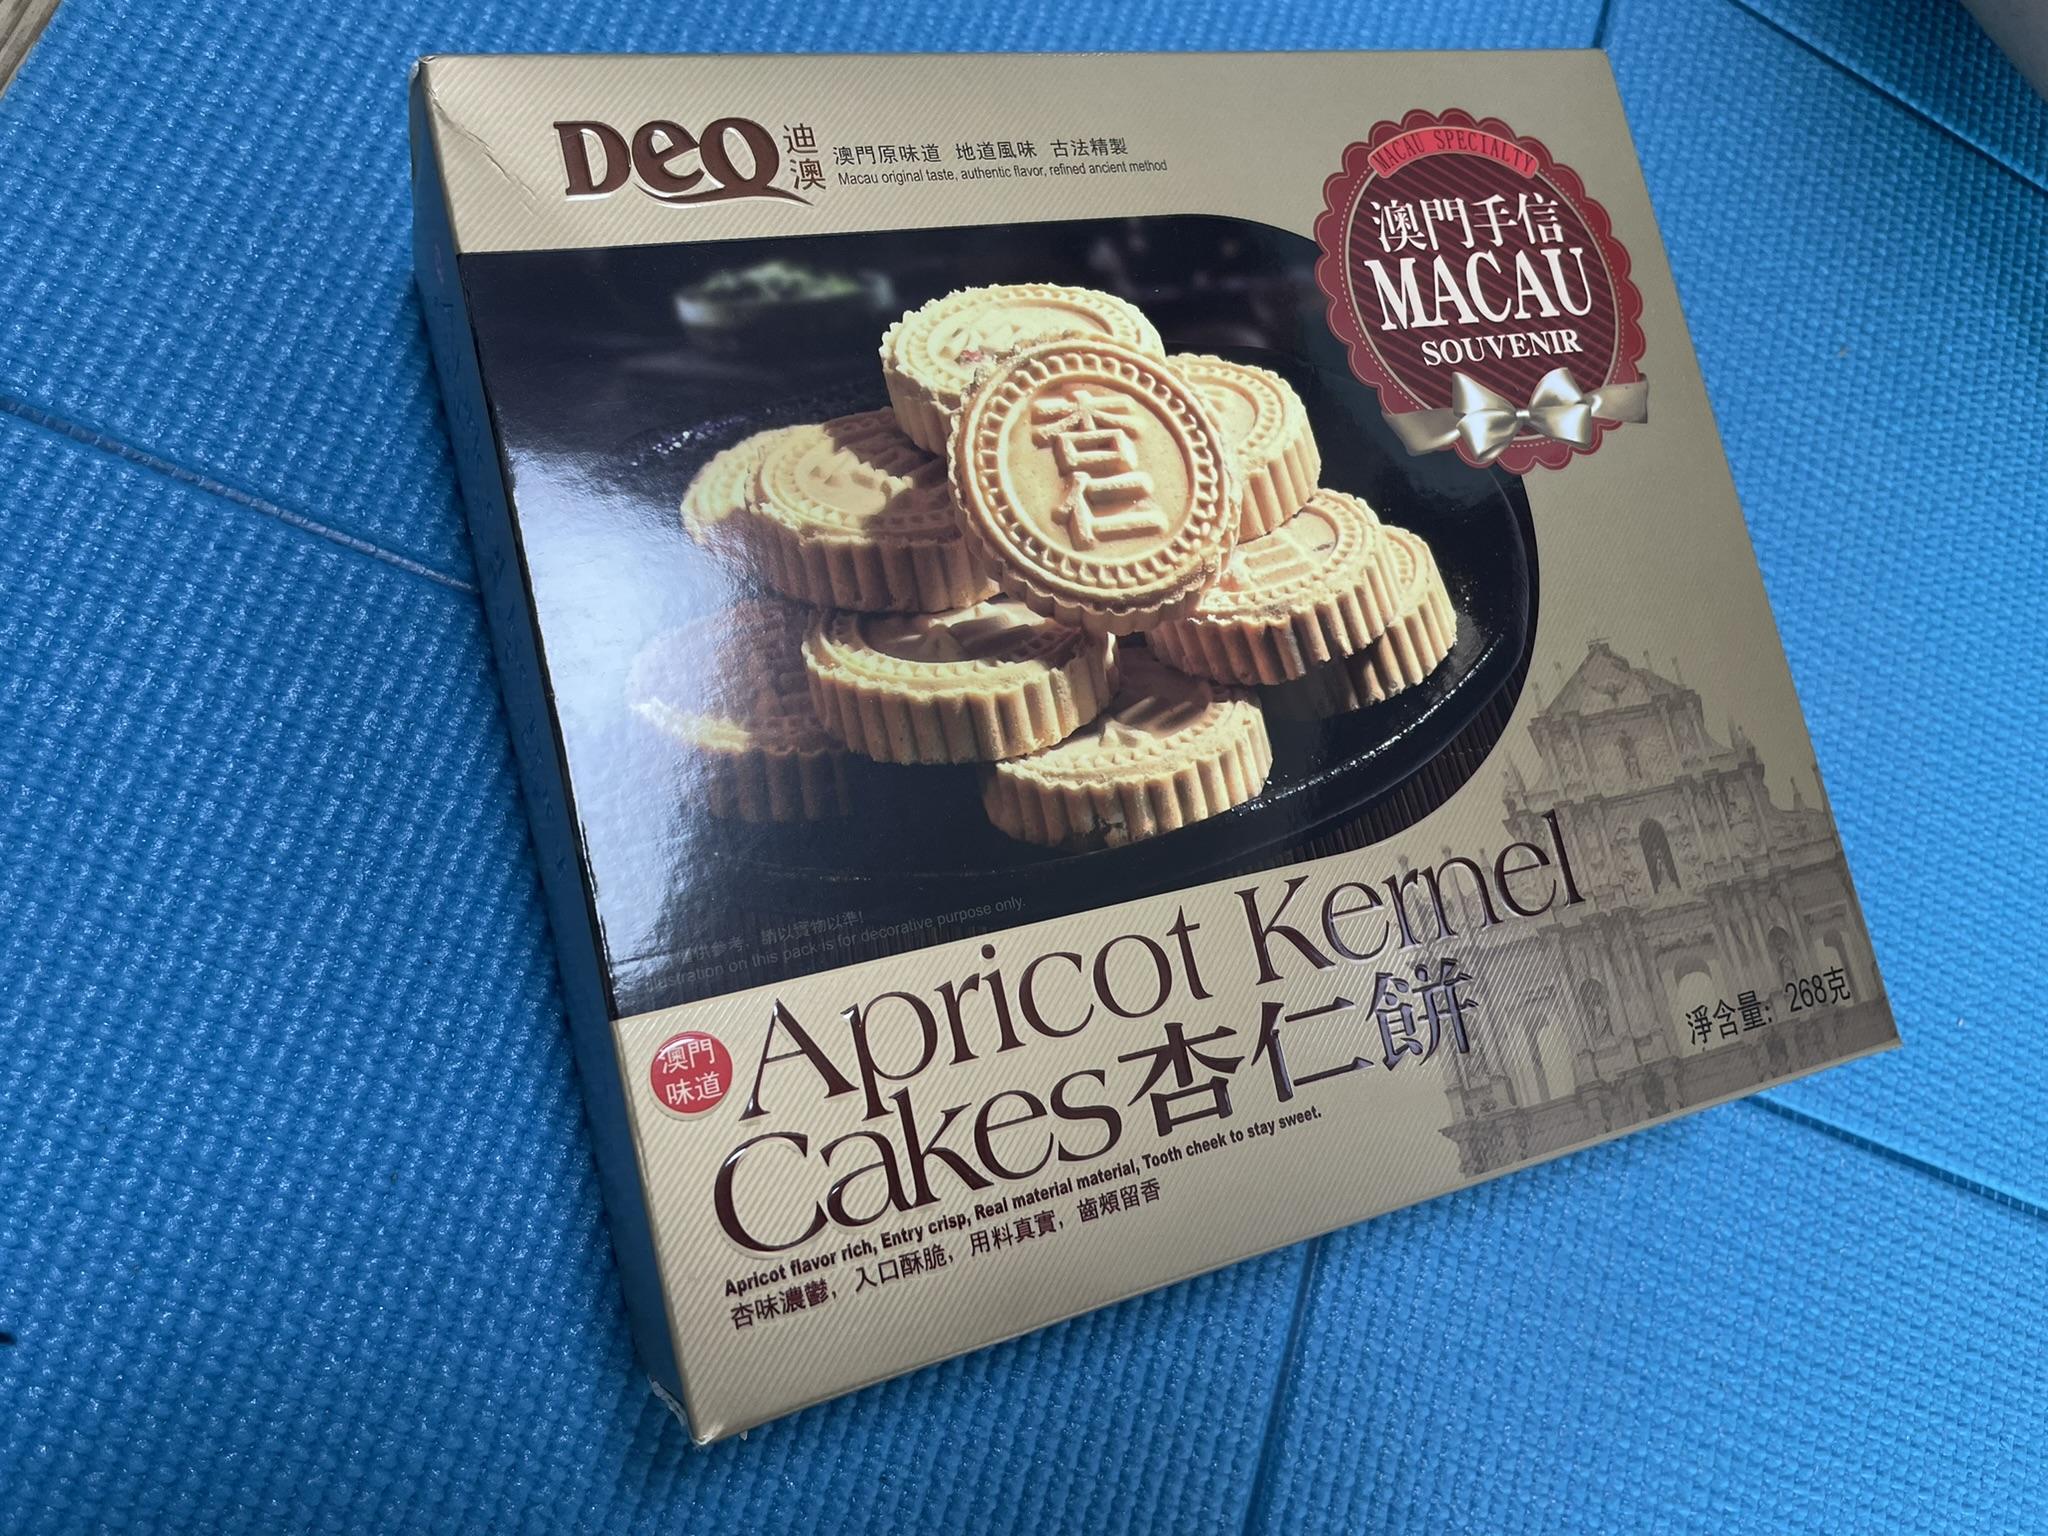 DeQ
迪澳
澳門原味道 地道風味 古法精製
Macau original taste, authentic flavor, refined ancient method
MACAU SPECIALTY
澳門手信
MACAU
SOUVENIR
杏仁
僅供參考，請以實物以準!
illustration on this pack is for decorative purpose only.
澳門
味道
Apricot Kernel
Cakes杏仁餅
淨含量: 268克
Apricot flavor rich, Entry crisp, Real material material, Tooth cheek to stay sweet.
杏味濃鬱，入口酥脆，用料真實，齒頰留香